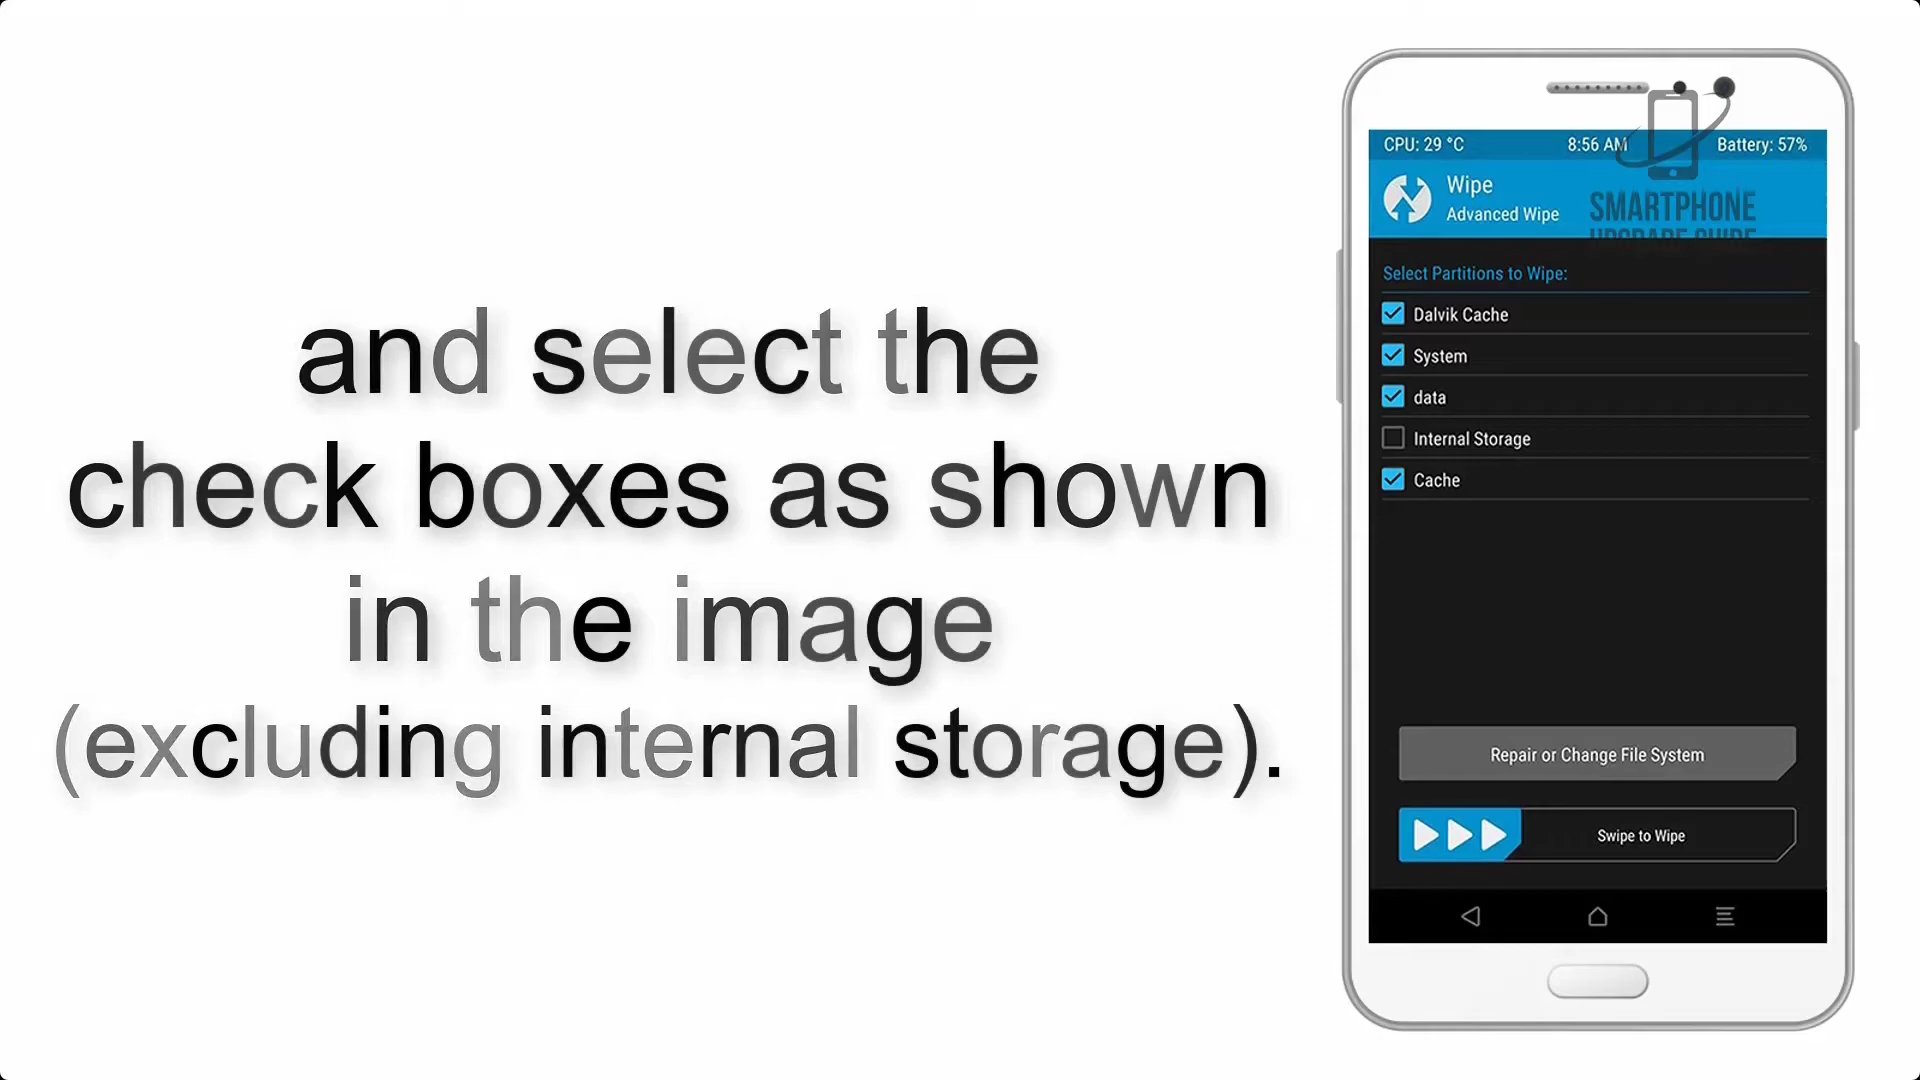 and select the
check boxes as shown
in the image
(excluding internal storage).
CPU: 29 °C 8:56 AM Battery: 57%
Wipe
Advanced Wipe
SMARTPHONE
UPGRADE GUIDE
Select Partitions to Wipe:
Dalvik Cache
System
data
Internal Storage
Cache
Repair or Change File System
Swipe to Wipe